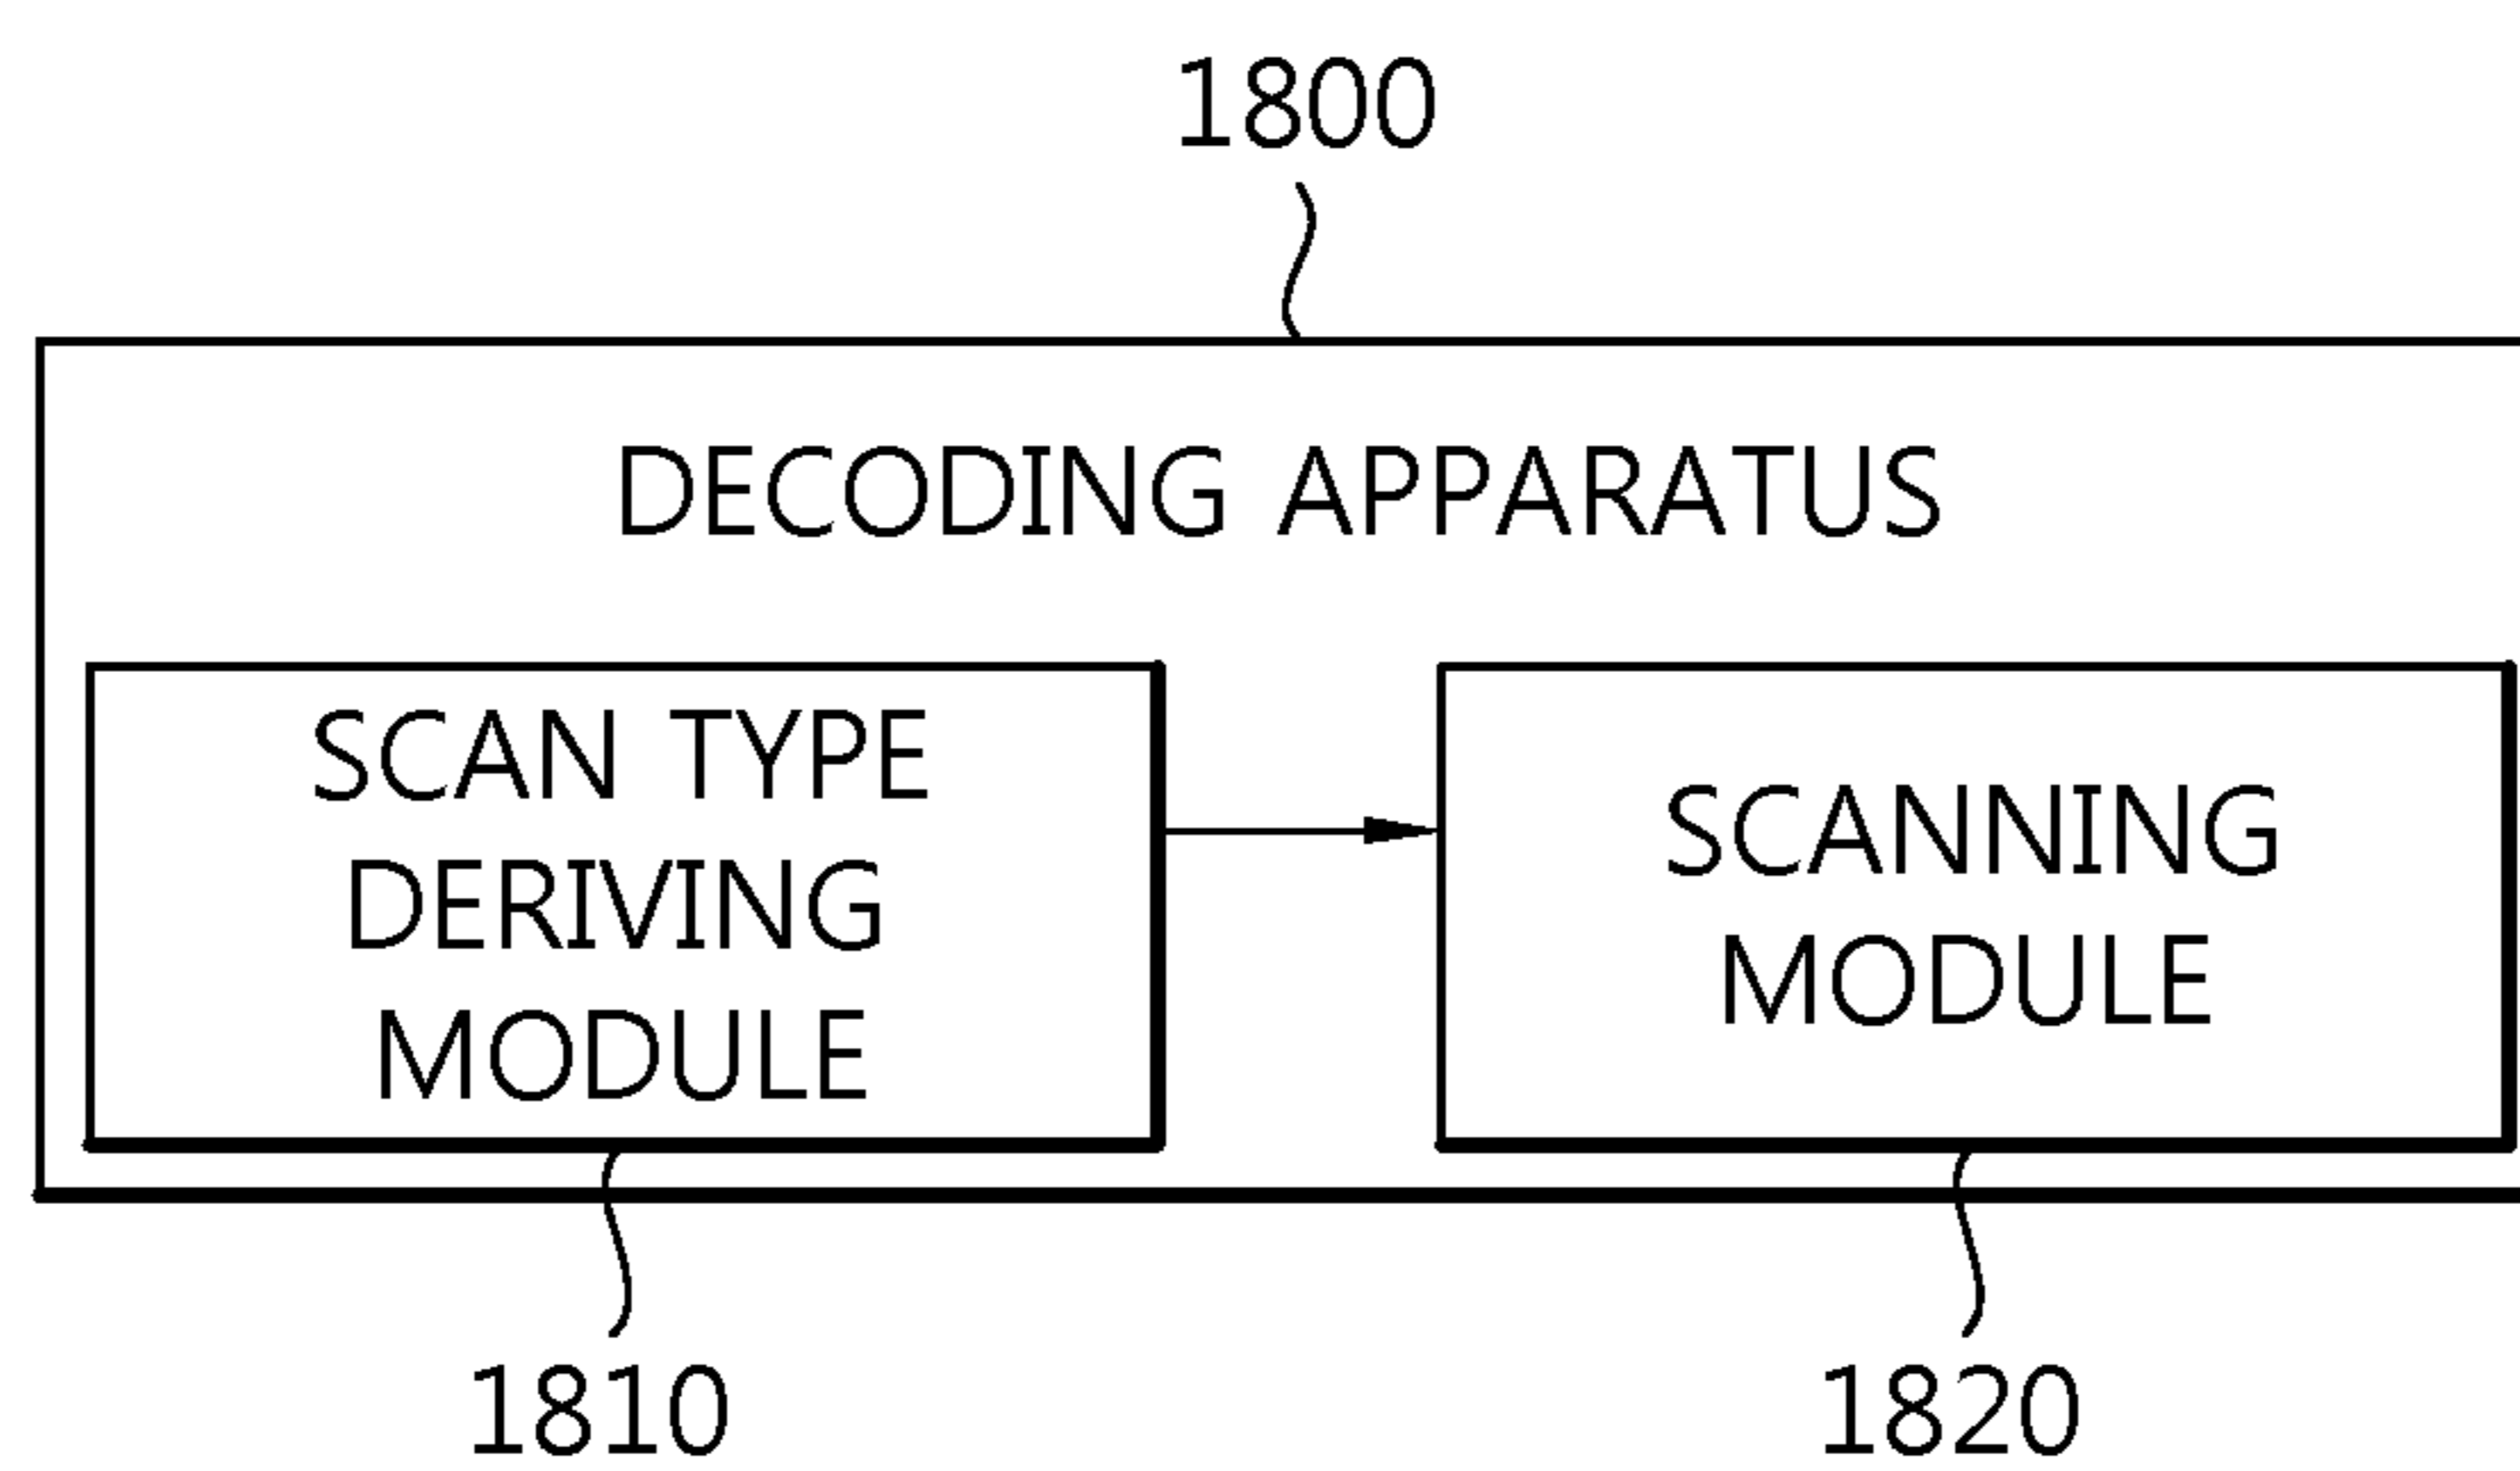 1800
DECODING APPARATUS
SCAN TYPE
DERIVING
MODULE
SCANNING
MODULE
1810
1820